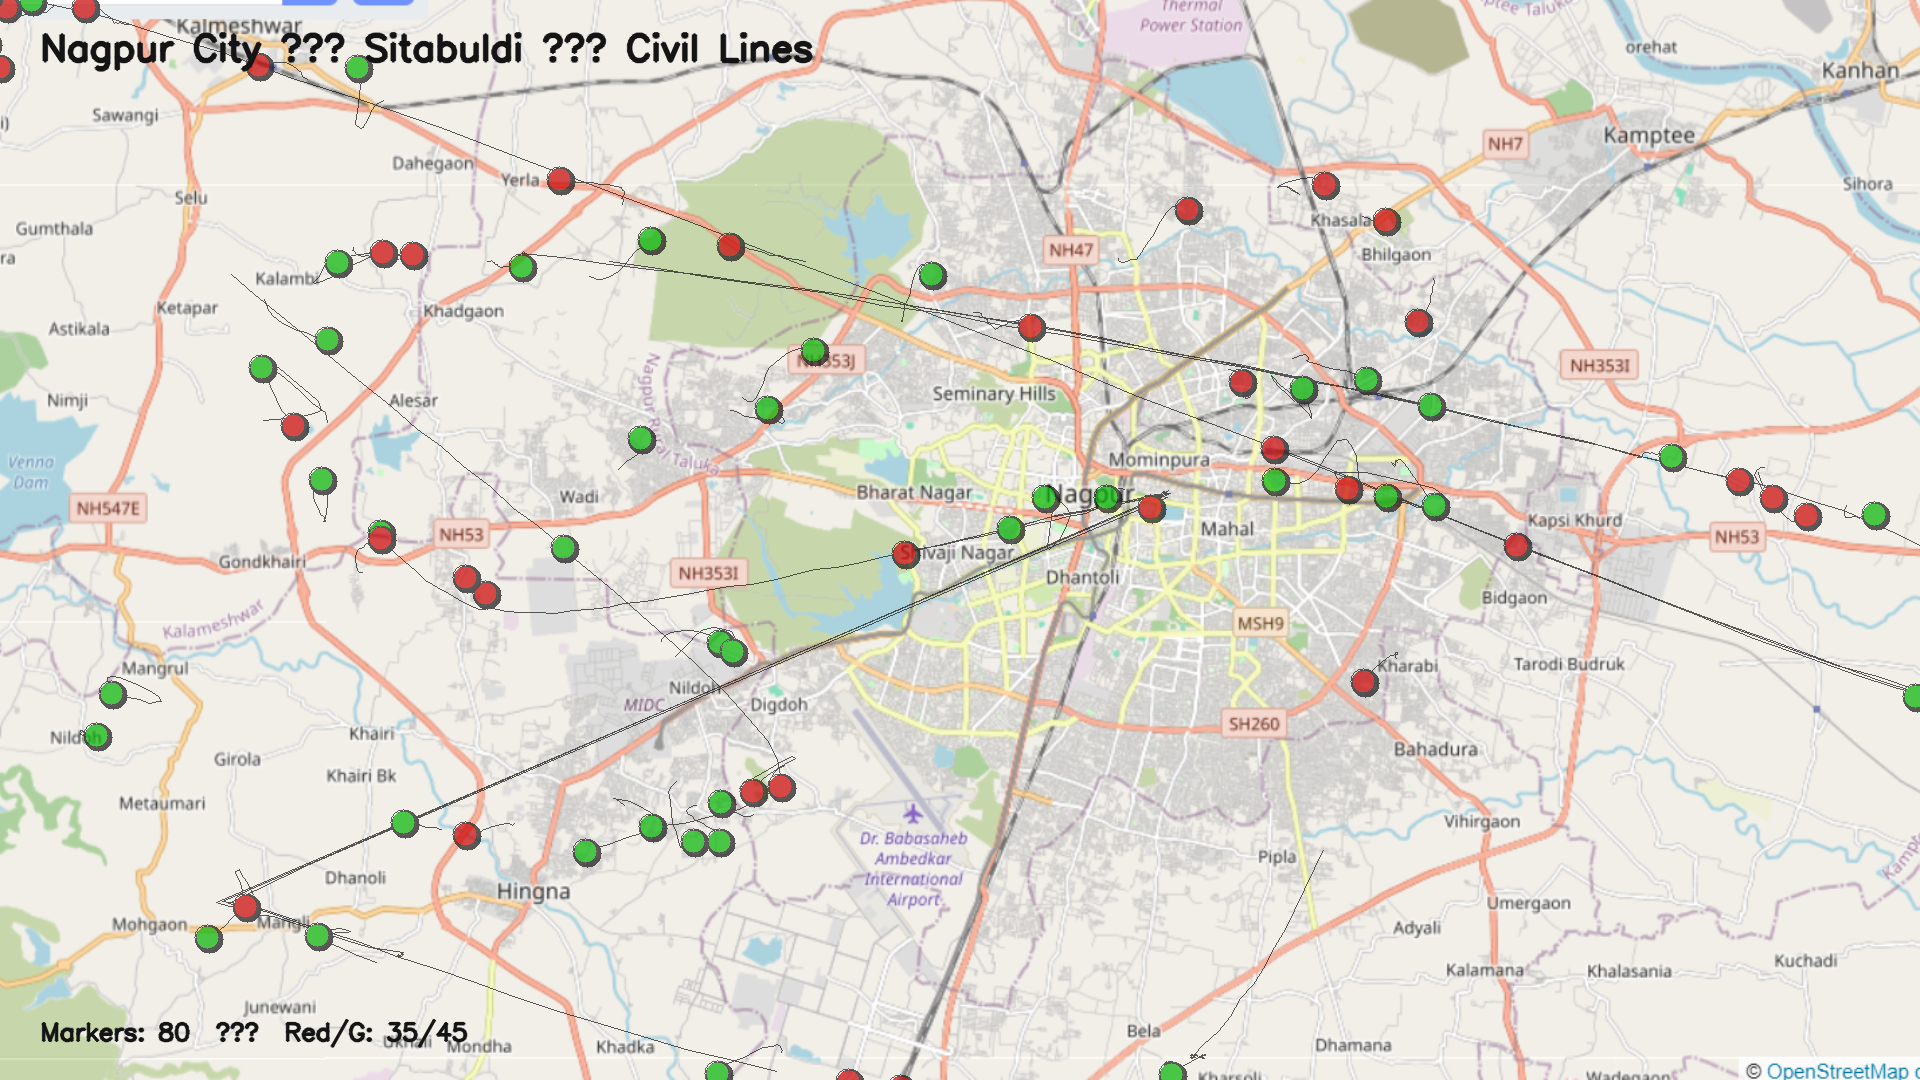 Thermal
Power Station
ptee Taluka
Kalmeshwar
Nagpur City ??? Sitabuldi ??? Civil Lines
orehat
Kanhan
Sawangi
NH7
Kamptee
Dahegaon
Yerla
Selu
Sihora
Gumthala
Khasala
NH47
Bhilgaon
Kalamb
Ketapar
Khadgaon
Astikala
NH353J
NH353I
Seminary Hills
Nimji
Alesar
Nagpur
Rural Taluka
Mominpura
Venna
Dam
Wadi
Bharat Nagar
Nagpur
NH547E
Kapsi Khurd
Mahal
NH53
NH53
Shivaji Nagar
Gondkhairi
NH353I
Dhantoli
Bidgaon
Kalameshwar
MSH9
Mangrul
Kharabi
Tarodi Budruk
Nildoh
MIDC
Digdoh
SH260
Nildoh
Khairi
Bahadura
Girola
Khairi Bk
Metaumari
Vihirgaon
Dr. Babasaheb
Ambedkar
International
Airport
Pipla
Dhanoli
Hingna
Umergaon
Mohgaon
Mangli
Adyali
Kuchadi
Kalamana
Khalasania
Junewani
Markers: 80 ??? Red/G: 35/45
Bela
Mondha
Khadka
Dhamana
Kharsoli
Wadegaon
© OpenStreetMap c